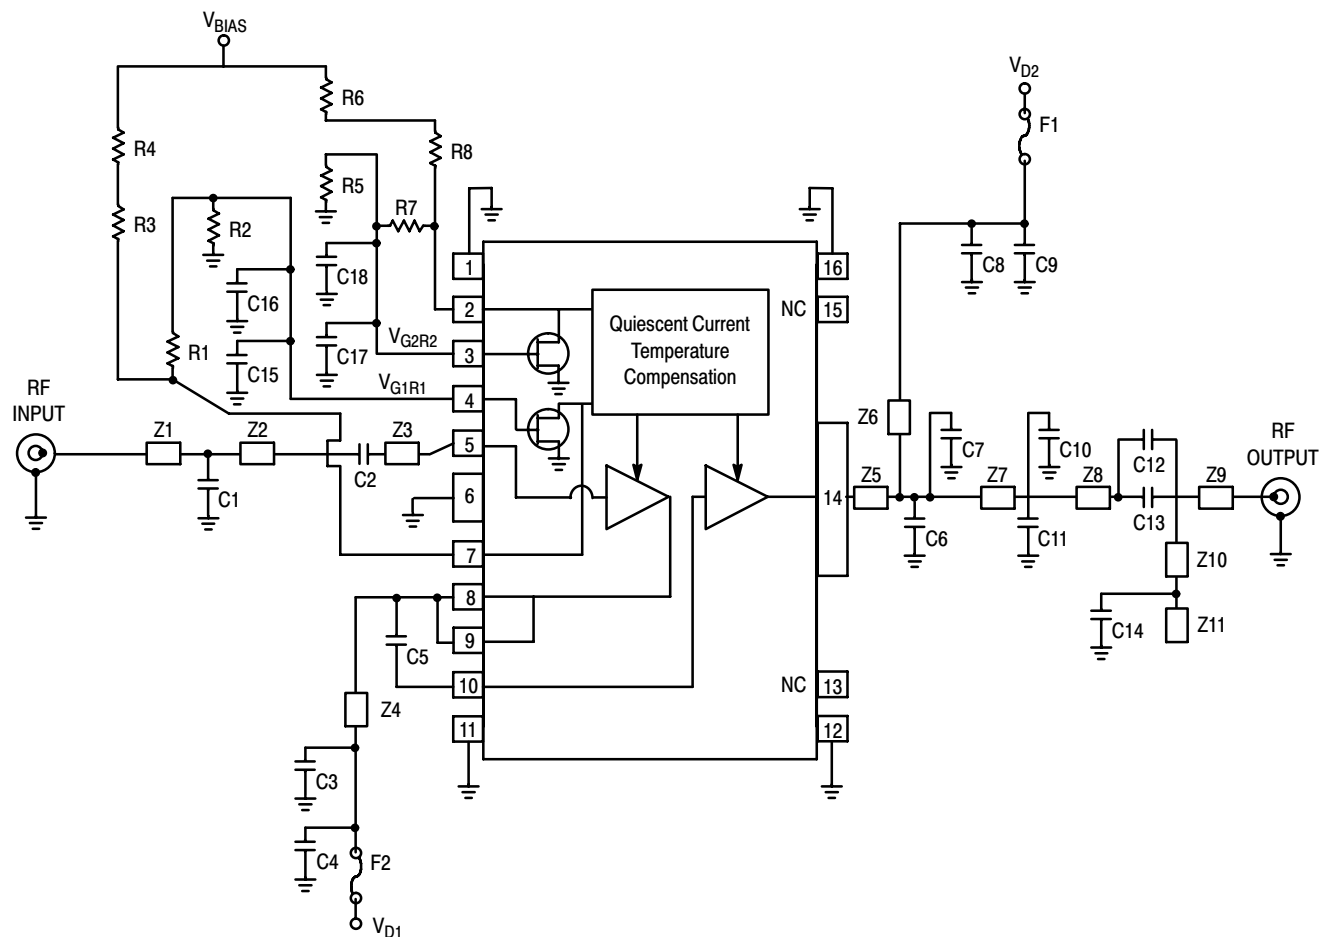 VBIAS
VD2
R6
F1
R4
R8
R5
R3
R2
R7
C8
C9
1
16
C18
C16
2
NC
15
Quiescent Current
Temperature
Compensation
R1
C17
VG2R2
3
C15
VG1R1
4
Z6
RF
INPUT
C7
C10
RF
OUTPUT
Z1
Z2
Z3
5
C12
C2
Z5
Z7
Z8
Z9
6
14
C1
C13
C6
C11
7
Z10
8
C14
Z11
9
C5
10
NC
13
Z4
11
12
C3
C4
F2
VD1